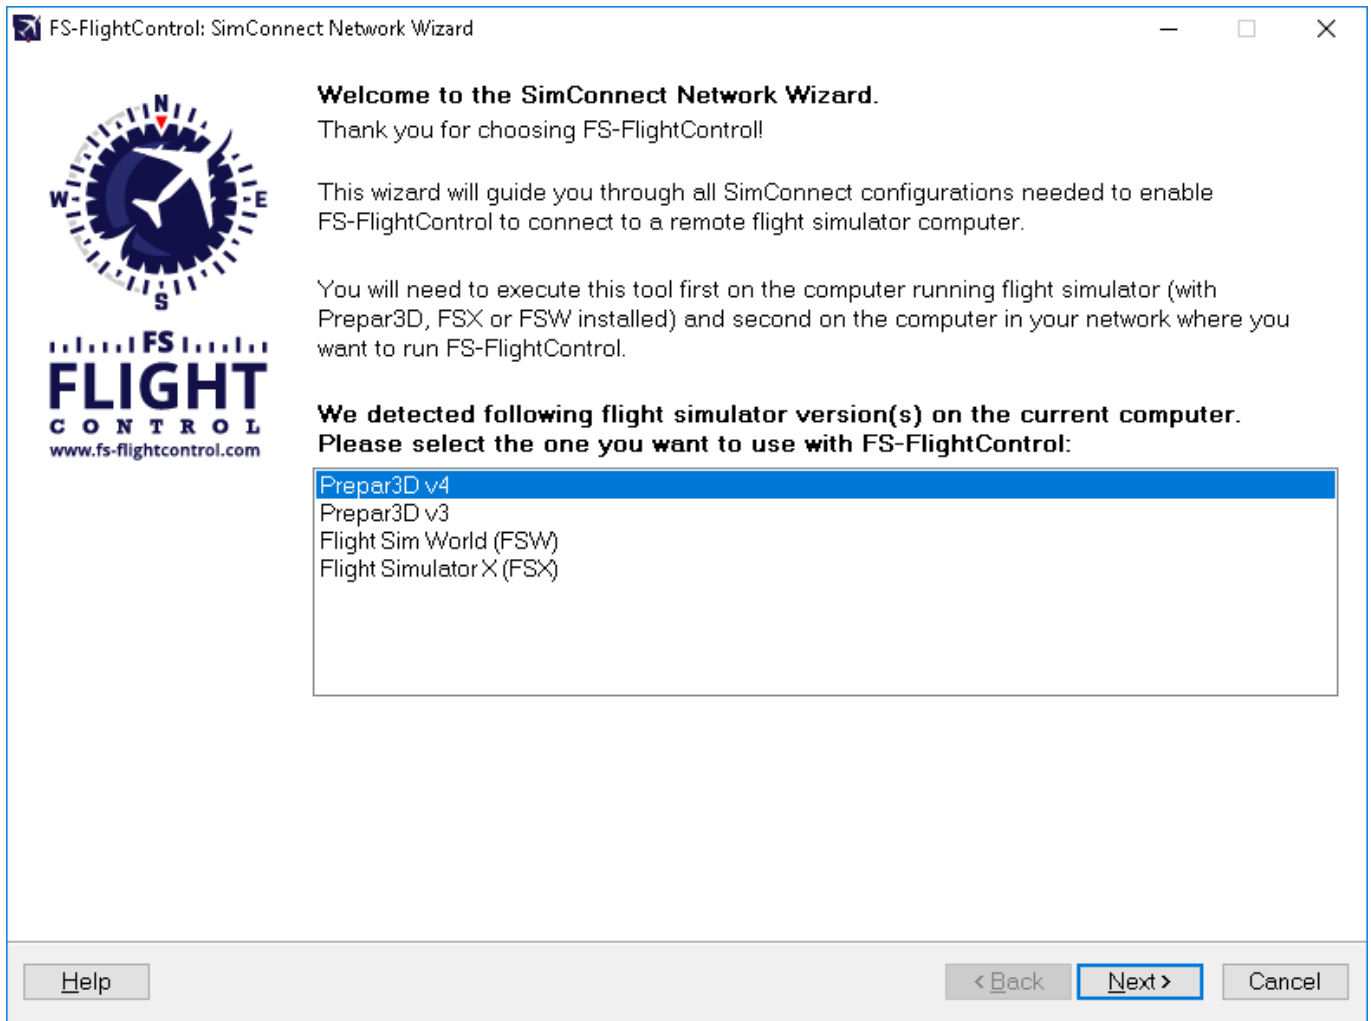 FS-FlightControl: SimConnect Network Wizard
N
W
E
S
FS
FLIGHT
CONTROL
www.fs-flightcontrol.com
Welcome to the SimConnect Network Wizard.
Thank you for choosing FS-FlightControl!
This wizard will guide you through all SimConnect configurations needed to enable
FS-FlightControl to connect to a remote flight simulator computer.
You will need to execute this tool first on the computer running flight simulator (with
Prepar3D, FSX or FSW installed) and second on the computer in your network where you
want to run FS-FlightControl.
We detected following flight simulator version(s) on the current computer.
Please select the one you want to use with FS-FlightControl:
Prepar3D v4
Prepar3D v3
Flight Sim World (FSW)
Flight Simulator X (FSX)
Help
< Back
Next >
Cancel